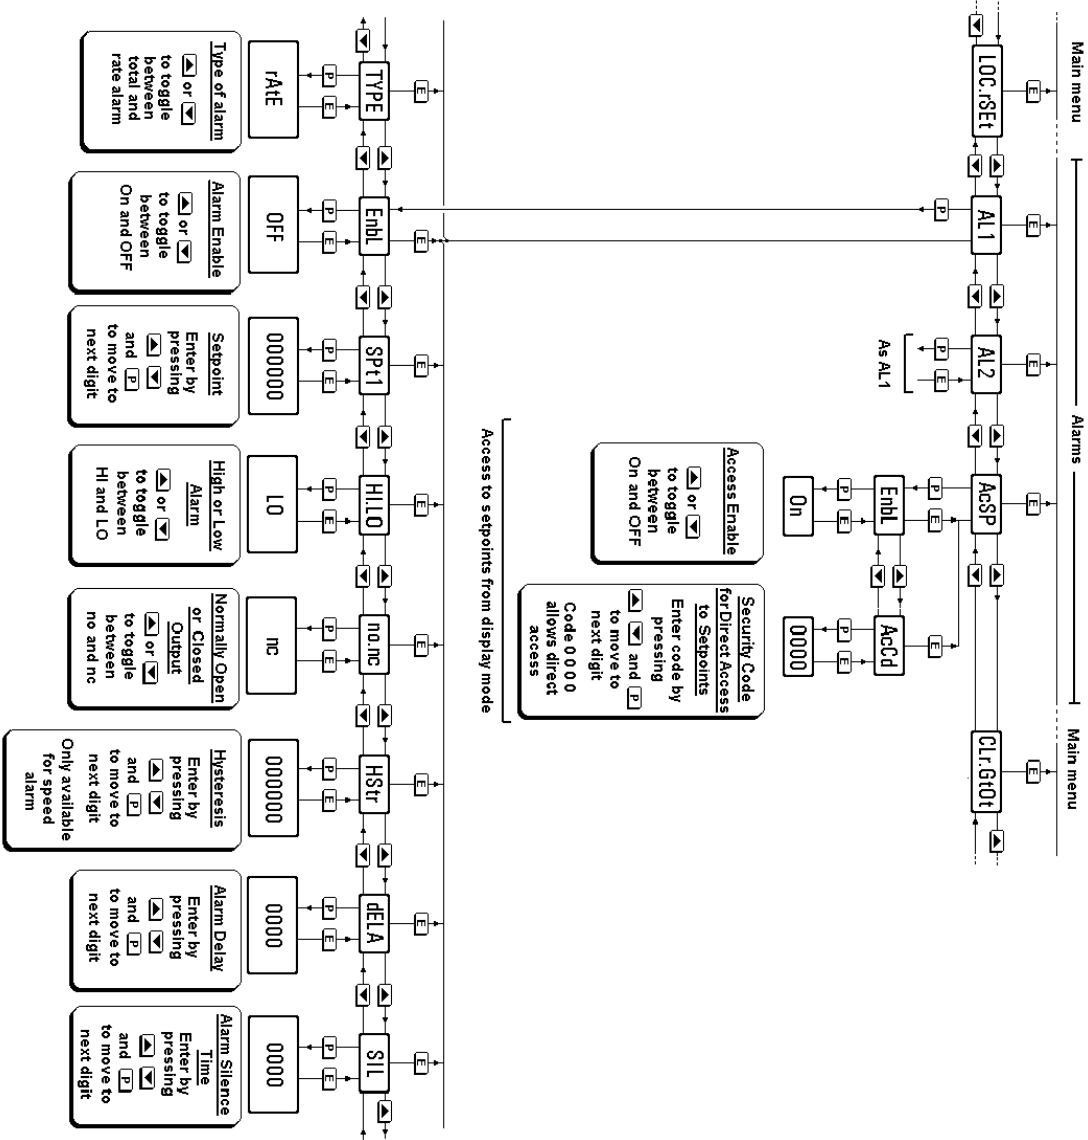 Main menu
Alarms
Main menu
LOC.rSEt
AL1
AL2
AcSP
CLr.GtOt
E
E
E
E
E
P
P
E
As AL1
P
E
EnbL
AcCd
E
P
E
P
E
On
0000
Access Enable
or
to toggle
between
On and OFF
Security Code
for Direct Access
to Setpoints
Enter code by
pressing
and P
to move to
next digit
Code 0 0 0 0
allows direct
access
Access to setpoints from display mode
E
E
E
E
E
E
E
E
TYPE
EnbL
SPt1
HI.LO
no.nc
HStr
dELA
SIL
P
E
P
E
P
E
P
E
P
E
P
E
P
E
P
E
rAtE
OFF
000000
LO
nc
000000
0000
0000
Type of alarm
or
to toggle
between
total and
rate alarm
Alarm Enable
or
to toggle
between
On and OFF
Setpoint
Enter by
pressing
and P
to move to
next digit
High or Low
Alarm
or
to toggle
between
HI and LO
Normally Open
or Closed
Output
or
to toggle
between
no and nc
Hysteresis
Enter by
pressing
and P
to move to
next digit
Only available
for speed
alarm
Alarm Delay
Enter by
pressing
and P
to move to
next digit
Alarm Silence
Time
Enter by
pressing
and P
to move to
next digit